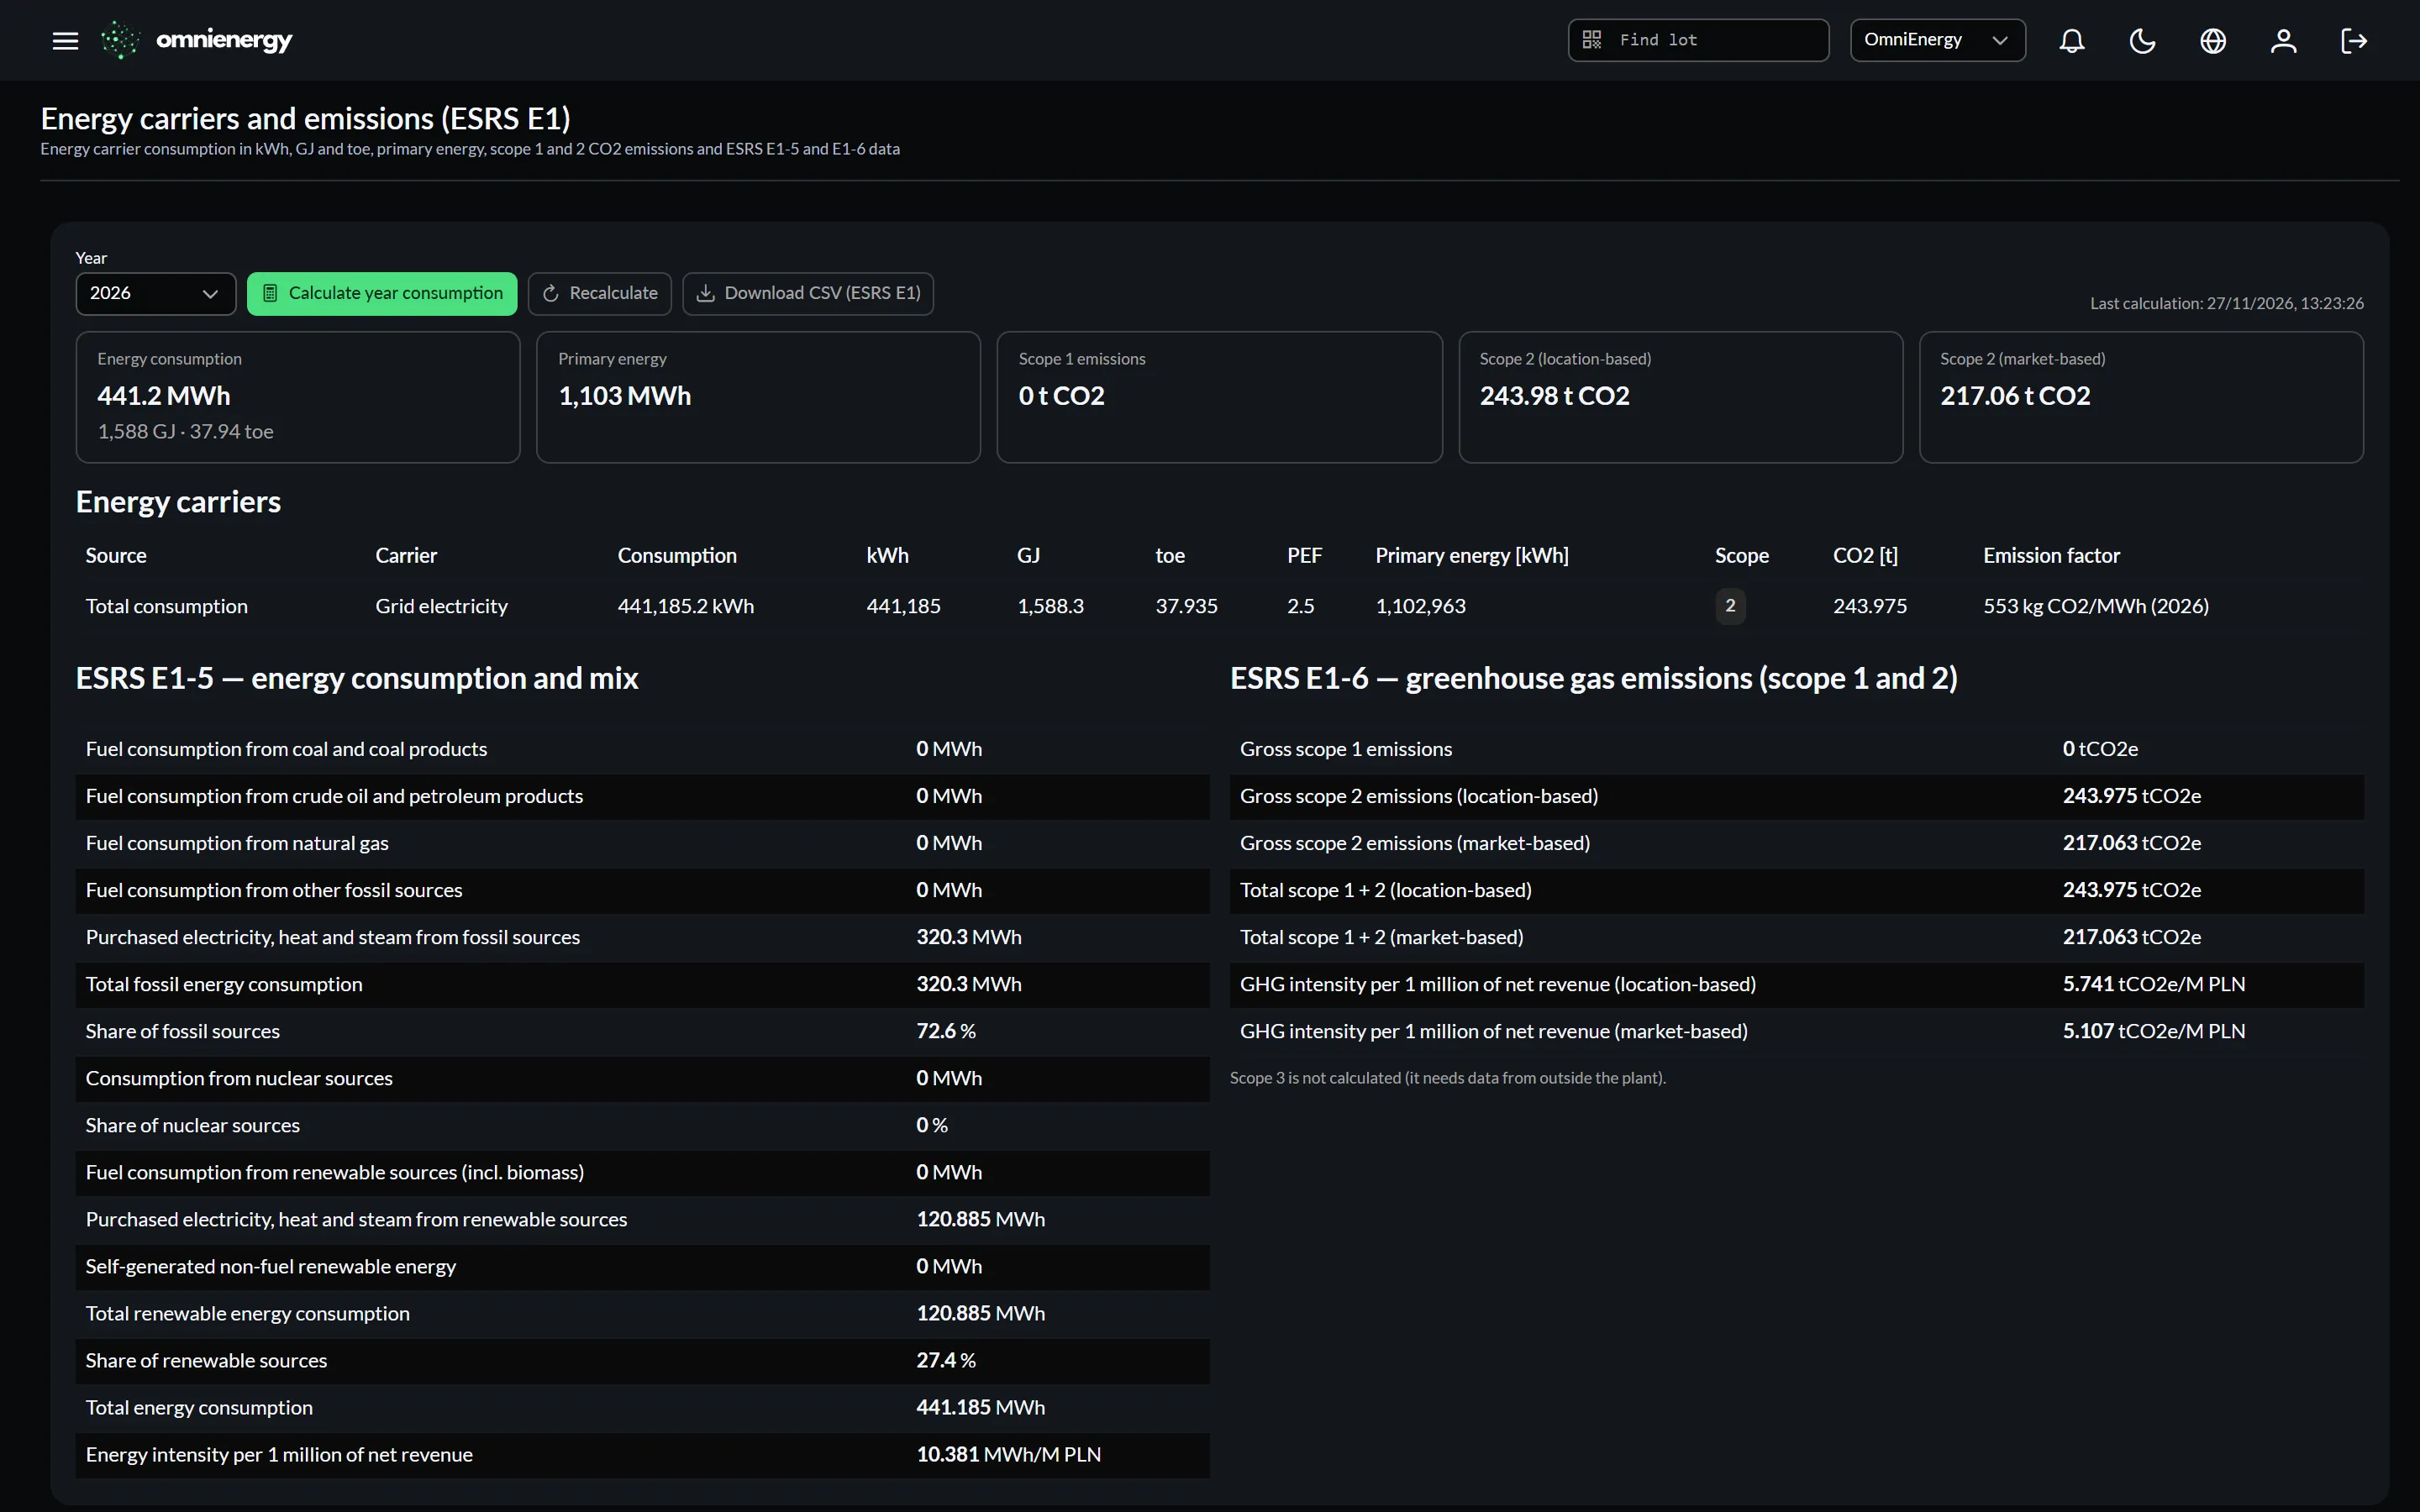 omnienergy
Find lot
OmniEnergy
Energy carriers and emissions (ESRS E1)
Energy carrier consumption in kWh, GJ and toe, primary energy, scope 1 and 2 CO2 emissions and ESRS E1-5 and E1-6 data
Year
2026
Calculate year consumption
Recalculate
Download CSV (ESRS E1)
Last calculation: 27/11/2026, 13:23:26
Energy consumption
441.2 MWh
1,588 GJ · 37.94 toe
Primary energy
1,103 MWh
Scope 1 emissions
0 t CO2
Scope 2 (location-based)
243.98 t CO2
Scope 2 (market-based)
217.06 t CO2
Energy carriers
Source Carrier Consumption kWh GJ toe PEF Primary energy [kWh] Scope CO2 [t] Emission factor
Total consumption Grid electricity 441,185.2 kWh 441,185 1,588.3 37.935 2.5 1,102,963 2 243.975 553 kg CO2/MWh (2026)
ESRS E1-5 — energy consumption and mix
Fuel consumption from coal and coal products 0 MWh
Fuel consumption from crude oil and petroleum products 0 MWh
Fuel consumption from natural gas 0 MWh
Fuel consumption from other fossil sources 0 MWh
Purchased electricity, heat and steam from fossil sources 320.3 MWh
Total fossil energy consumption 320.3 MWh
Share of fossil sources 72.6 %
Consumption from nuclear sources 0 MWh
Share of nuclear sources 0 %
Fuel consumption from renewable sources (incl. biomass) 0 MWh
Purchased electricity, heat and steam from renewable sources 120.885 MWh
Self-generated non-fuel renewable energy 0 MWh
Total renewable energy consumption 120.885 MWh
Share of renewable sources 27.4 %
Total energy consumption 441.185 MWh
Energy intensity per 1 million of net revenue 10.381 MWh/M PLN
ESRS E1-6 — greenhouse gas emissions (scope 1 and 2)
Gross scope 1 emissions 0 tCO2e
Gross scope 2 emissions (location-based) 243.975 tCO2e
Gross scope 2 emissions (market-based) 217.063 tCO2e
Total scope 1 + 2 (location-based) 243.975 tCO2e
Total scope 1 + 2 (market-based) 217.063 tCO2e
GHG intensity per 1 million of net revenue (location-based) 5.741 tCO2e/M PLN
GHG intensity per 1 million of net revenue (market-based) 5.107 tCO2e/M PLN
Scope 3 is not calculated (it needs data from outside the plant).